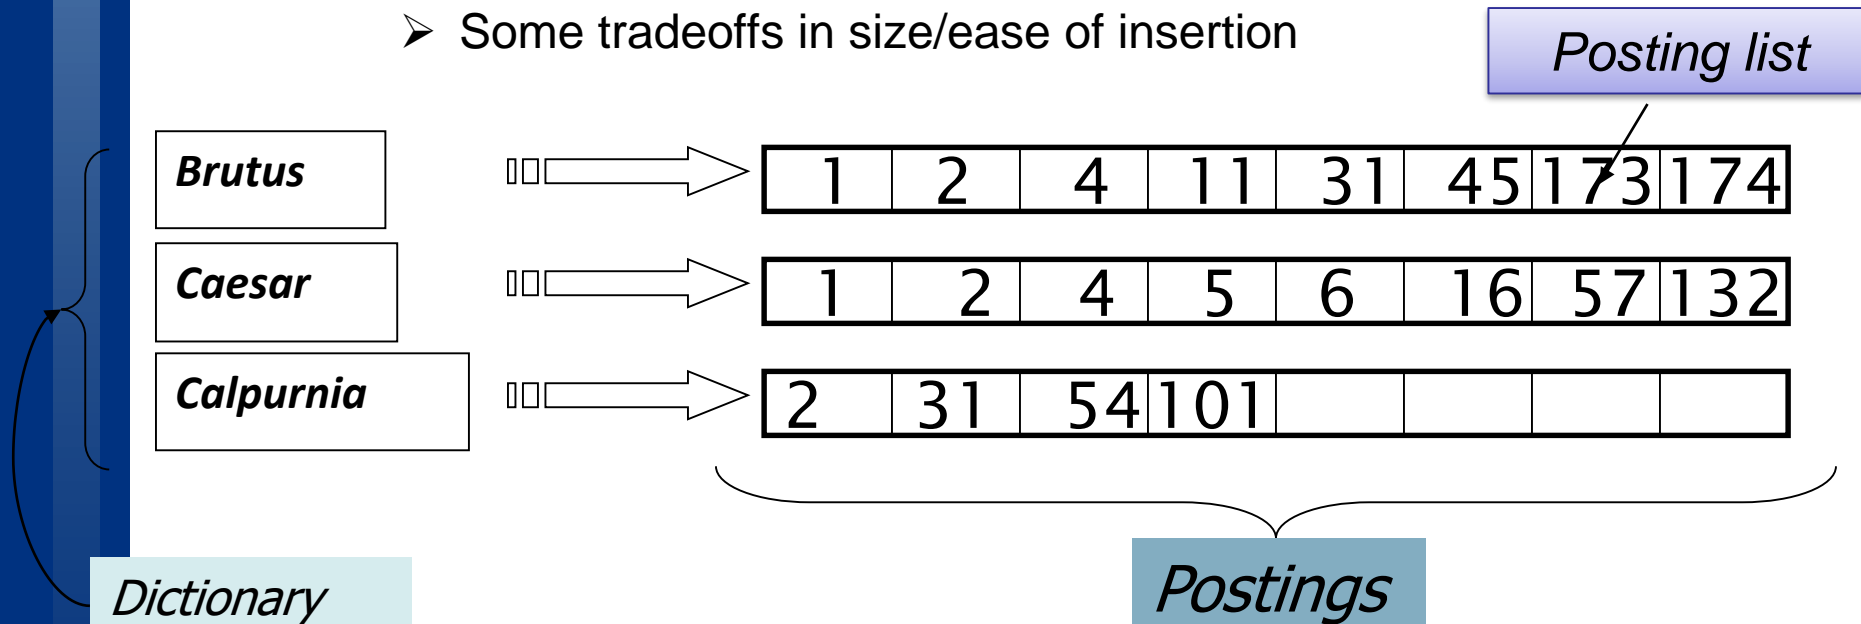 ➢ Some tradeoffs in size/ease of insertion
Posting list
Brutus 1 2 4 11 31 45 173 174
Caesar 1 2 4 5 6 16 57 132
Calpurnia 2 31 54 101
Dictionary Postings